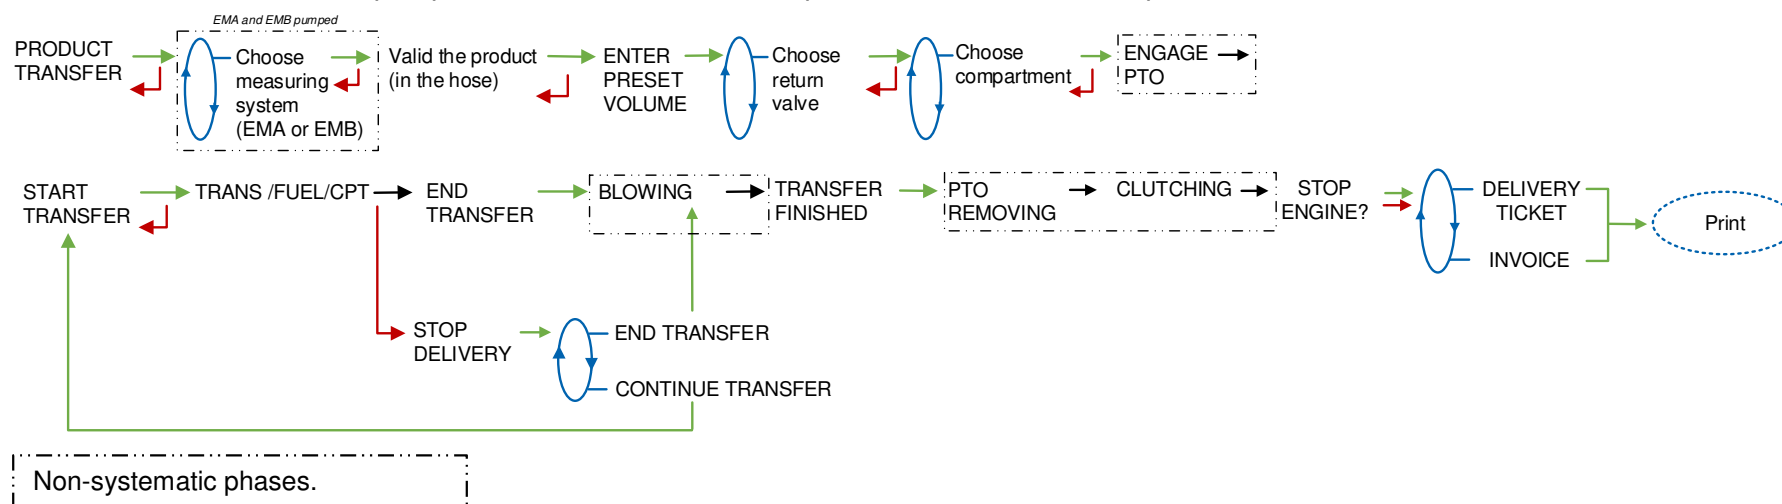 EMA and EMB pumped
PRODUCT
TRANSFER
Choose
measuring
system
(EMA or EMB)
Valid the product
(in the hose)
ENTER
PRESET
VOLUME
Choose
return
valve
Choose
compartment
ENGAGE
PTO
START
TRANSFER
TRANS /FUEL/CPT
END
TRANSFER
BLOWING
TRANSFER
FINISHED
PTO
REMOVING
CLUTCHING
STOP
ENGINE?
DELIVERY
TICKET
INVOICE
Print
STOP
DELIVERY
END TRANSFER
CONTINUE TRANSFER
Non-systematic phases.